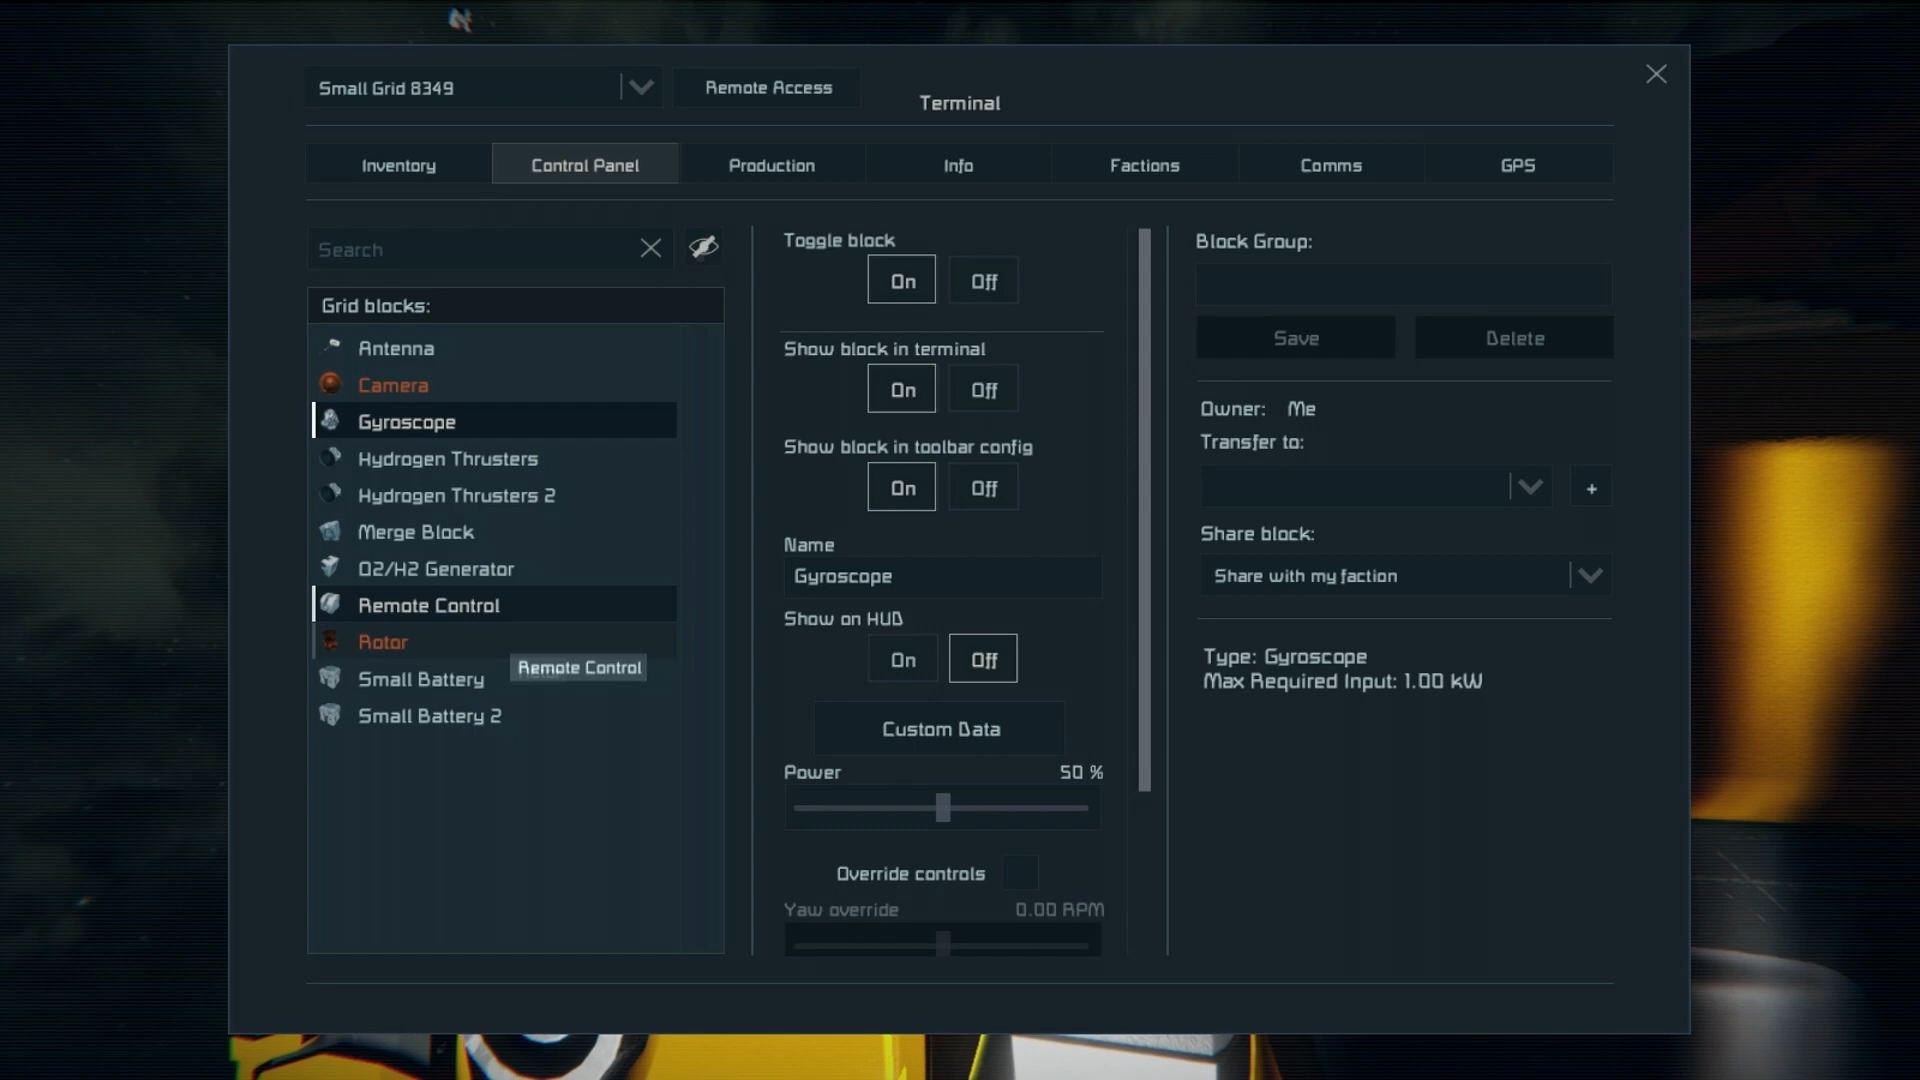 Small Grid 8349
Remote Access
Terminal
Inventory
Control Panel
Production
Info
Factions
Comms
GPS
Search
Grid blocks:
Antenna
Camera
Gyroscope
Hydrogen Thrusters
Hydrogen Thrusters 2
Merge Block
O2/H2 Generator
Remote Control
Rotor
Remote Control
Small Battery
Small Battery 2
Toggle block
On Off
Show block in terminal
On Off
Show block in toolbar config
On Off
Name
Gyroscope
Show on HUD
On Off
Custom Data
Power 50 %
Override controls
Yaw override 0.00 RPM
Block Group:
Save Delete
Owner: Me
Transfer to:
+
Share block:
Share with my faction
Type: Gyroscope
Max Required Input: 1.00 kW